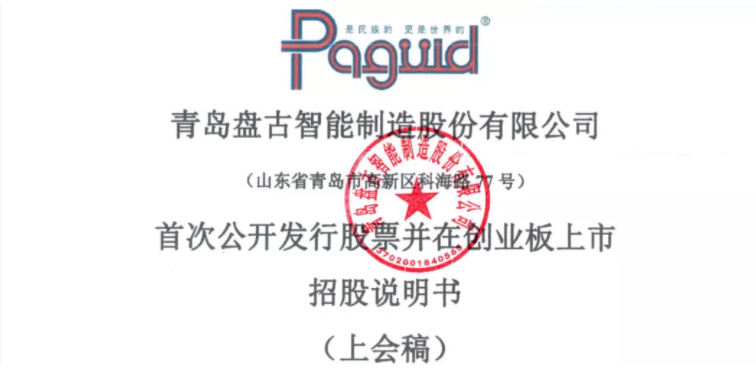 是民族的 更是世界的
Paguld®
青岛盘古智能制造股份有限公司
（山东省青岛市高新区科海路 77 号）
青岛盘古智能制造股份有限公司
3702001640563
首次公开发行股票并在创业板上市
招股说明书
（上会稿）